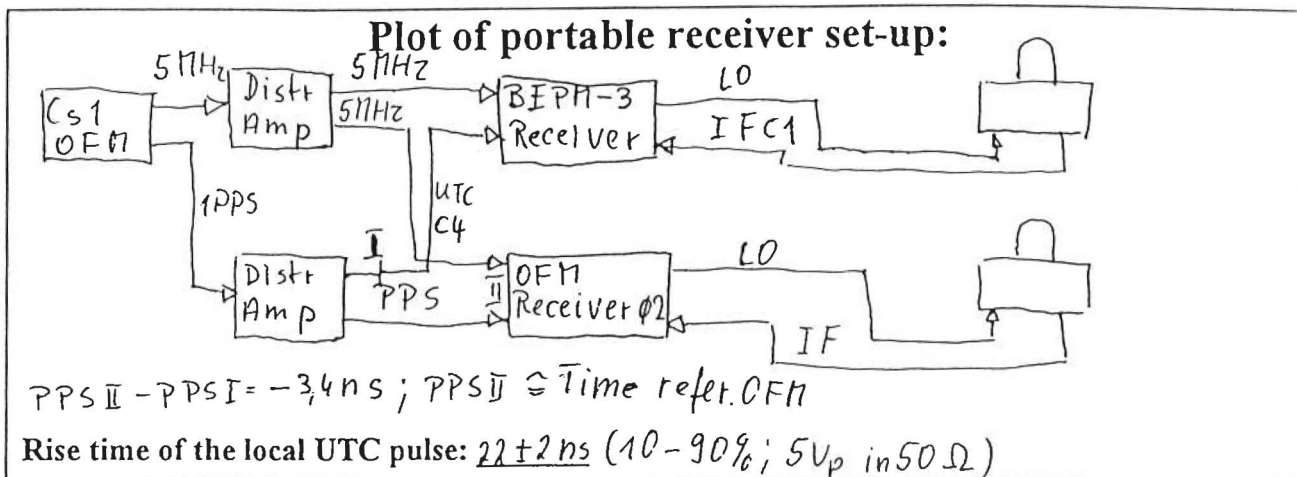 Plot of portable receiver set-up:
5MHz
5MHz
5MHz
LO
Cs1
OFM
Distr
Amp
BIPM-3
Receiver
IFC1
1PPS
UTC
C4
I
PPS
II
Distr
Amp
OFM
Receiver φ2
LO
IF
PPS II - PPS I = -3,4 ns ; PPS II ≙ Time refer. OFM
Rise time of the local UTC pulse: 22±2 ns (10-90%; 5Vp in 50 Ω)